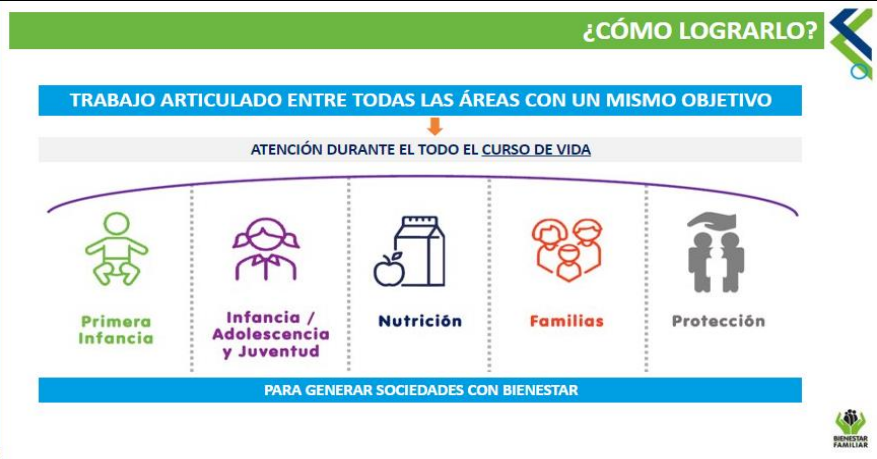 ¿CÓMO LOGRARLO?
TRABAJO ARTICULADO ENTRE TODAS LAS ÁREAS CON UN MISMO OBJETIVO
ATENCIÓN DURANTE EL TODO EL CURSO DE VIDA
Primera
Infancia
Infancia /
Adolescencia
y Juventud
Nutrición
Familias
Protección
PARA GENERAR SOCIEDADES CON BIENESTAR
BIENESTAR
FAMILIAR